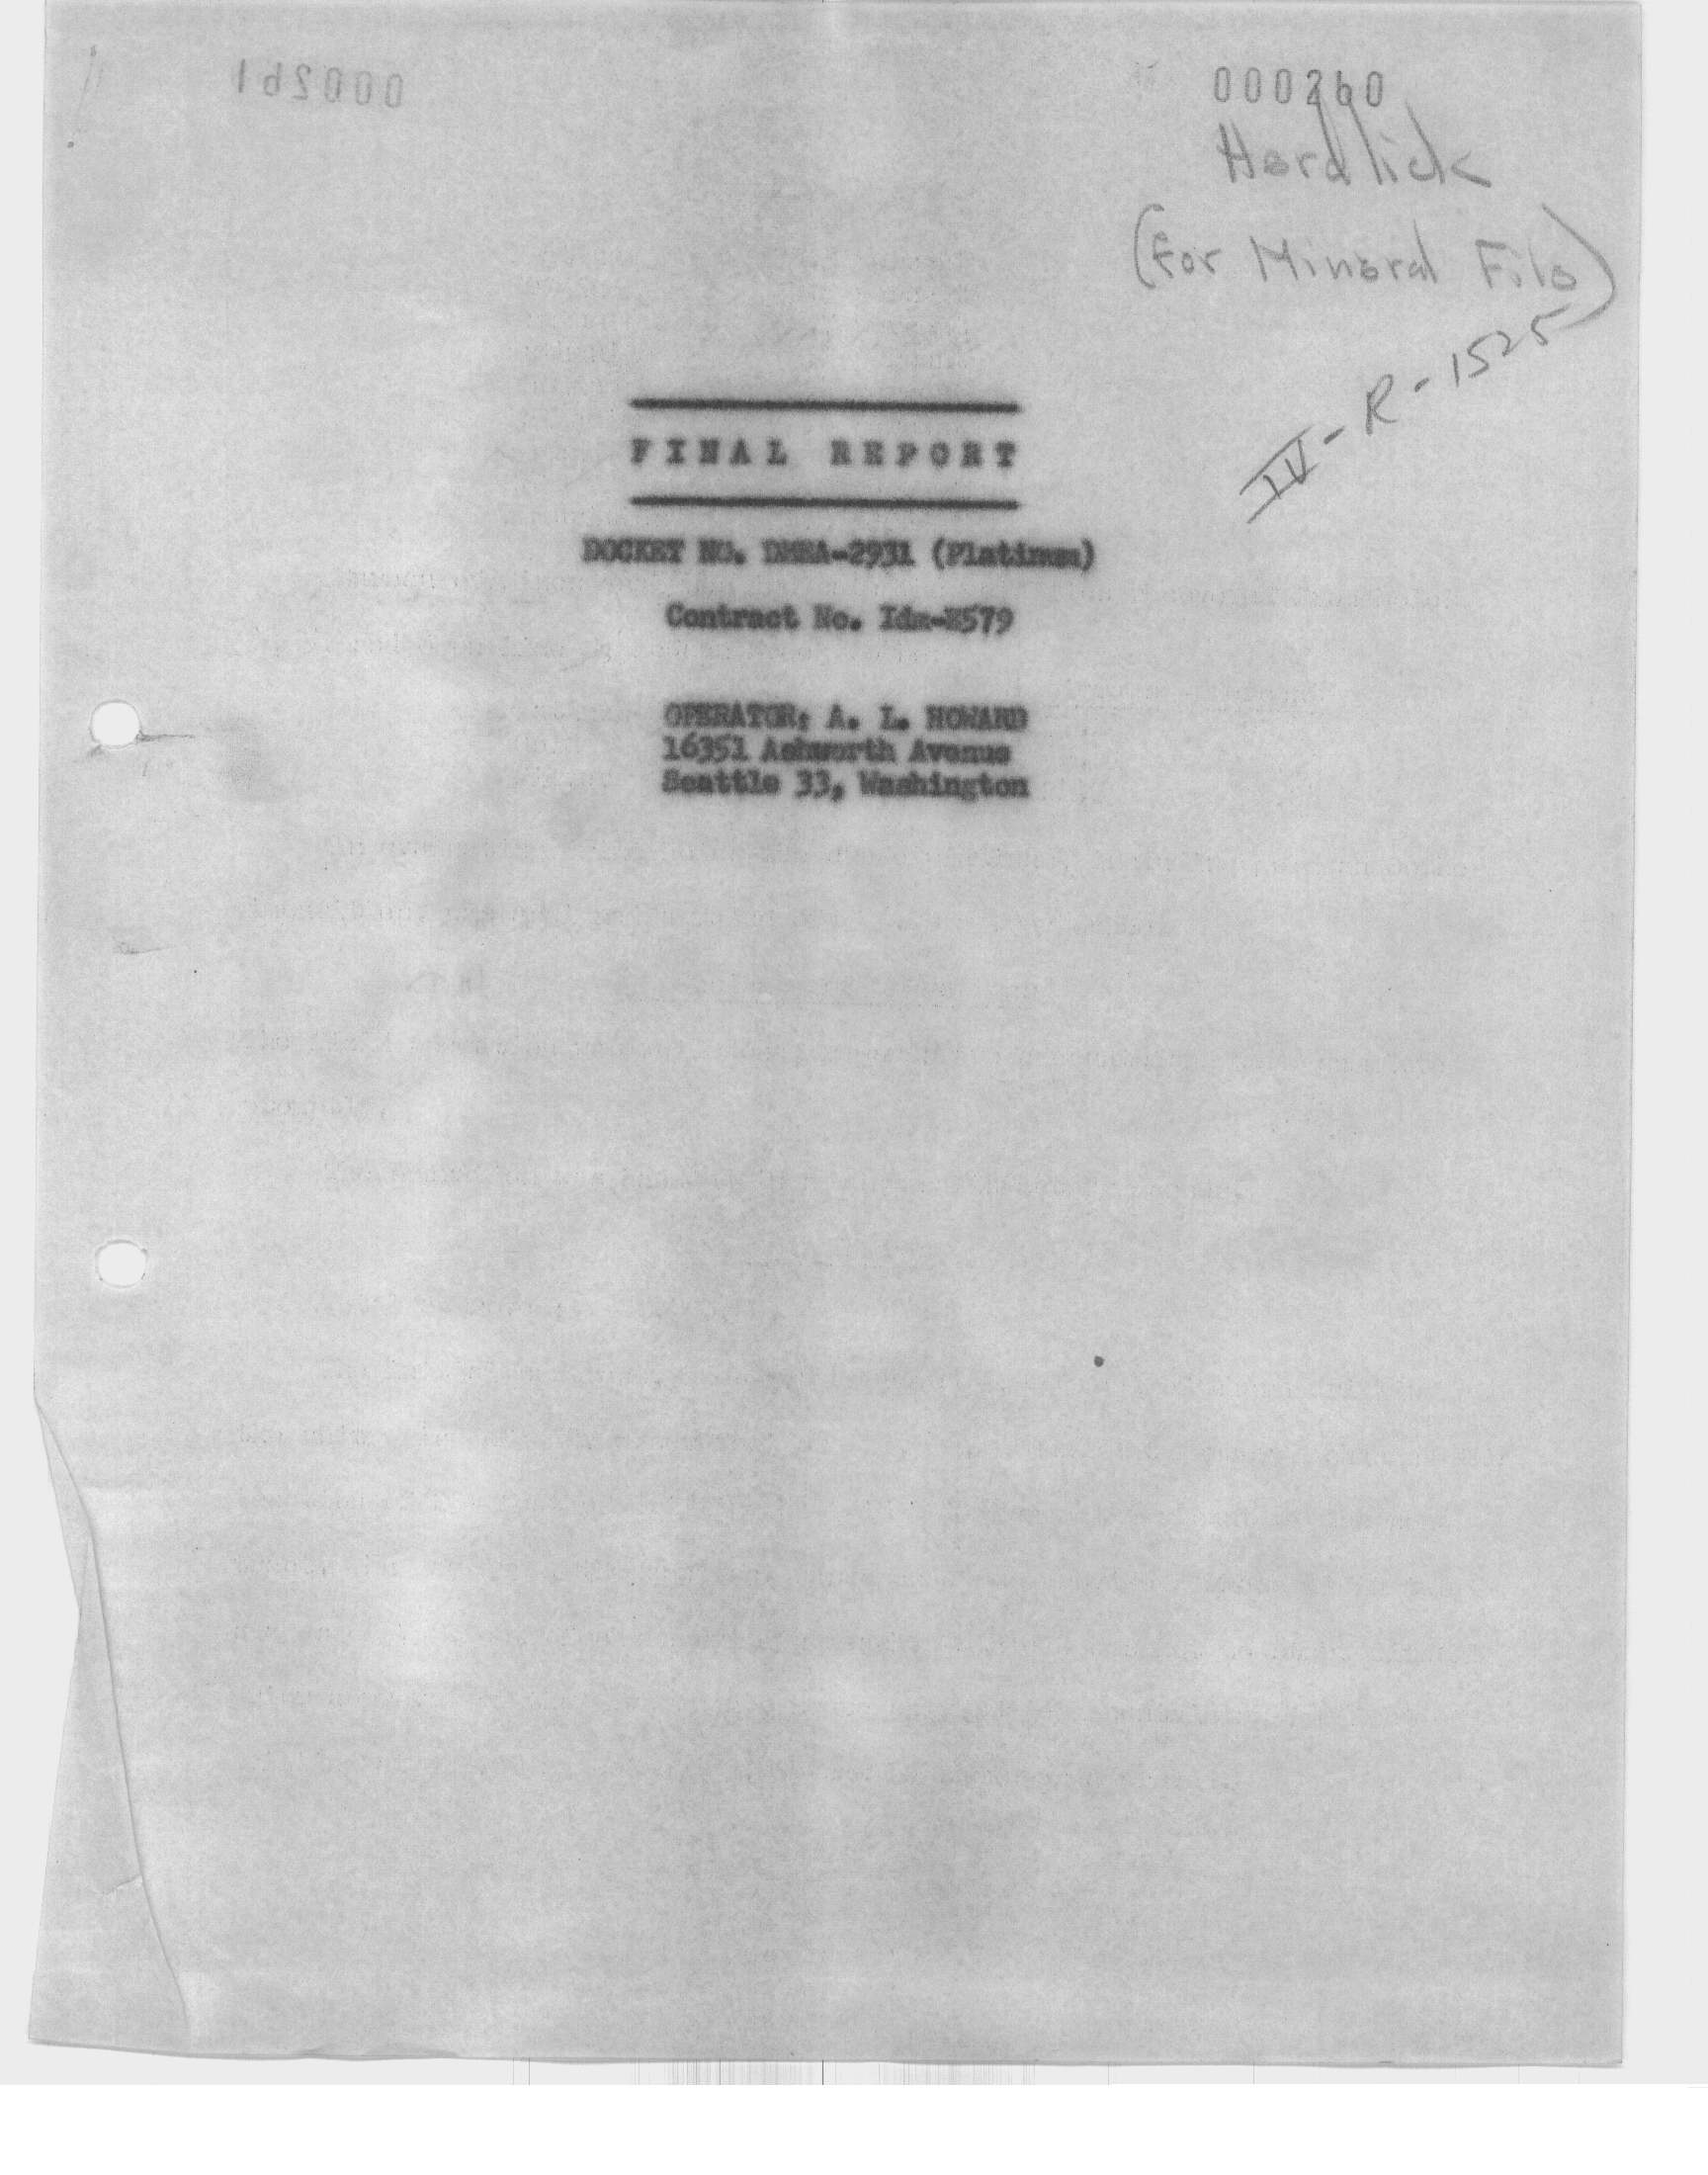 000260
Herdlick
(For Mineral File)
IV-R-1525
FINAL REPORT
DOCKET NO. DMEA-2931 (Platinum)
Contract No. Idm-E579
OPERATOR: A. L. HOWARD
16351 Ashworth Avenue
Seattle 33, Washington
000261